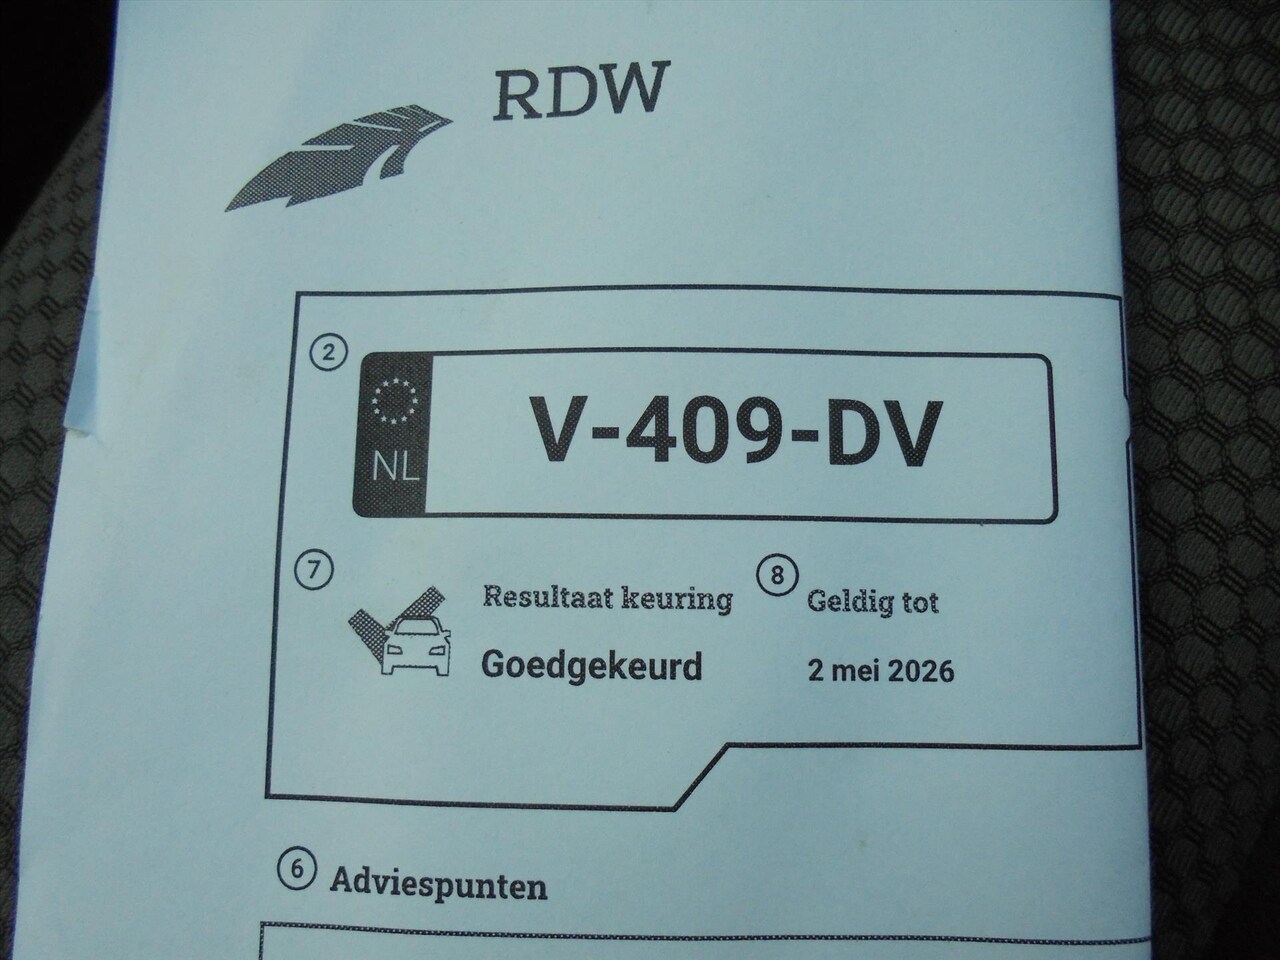 RDW
2
NL
V-409-DV
7
Resultaat keuring
8
Geldig tot
Goedgekeurd
2 mei 2026
6
Adviespunten